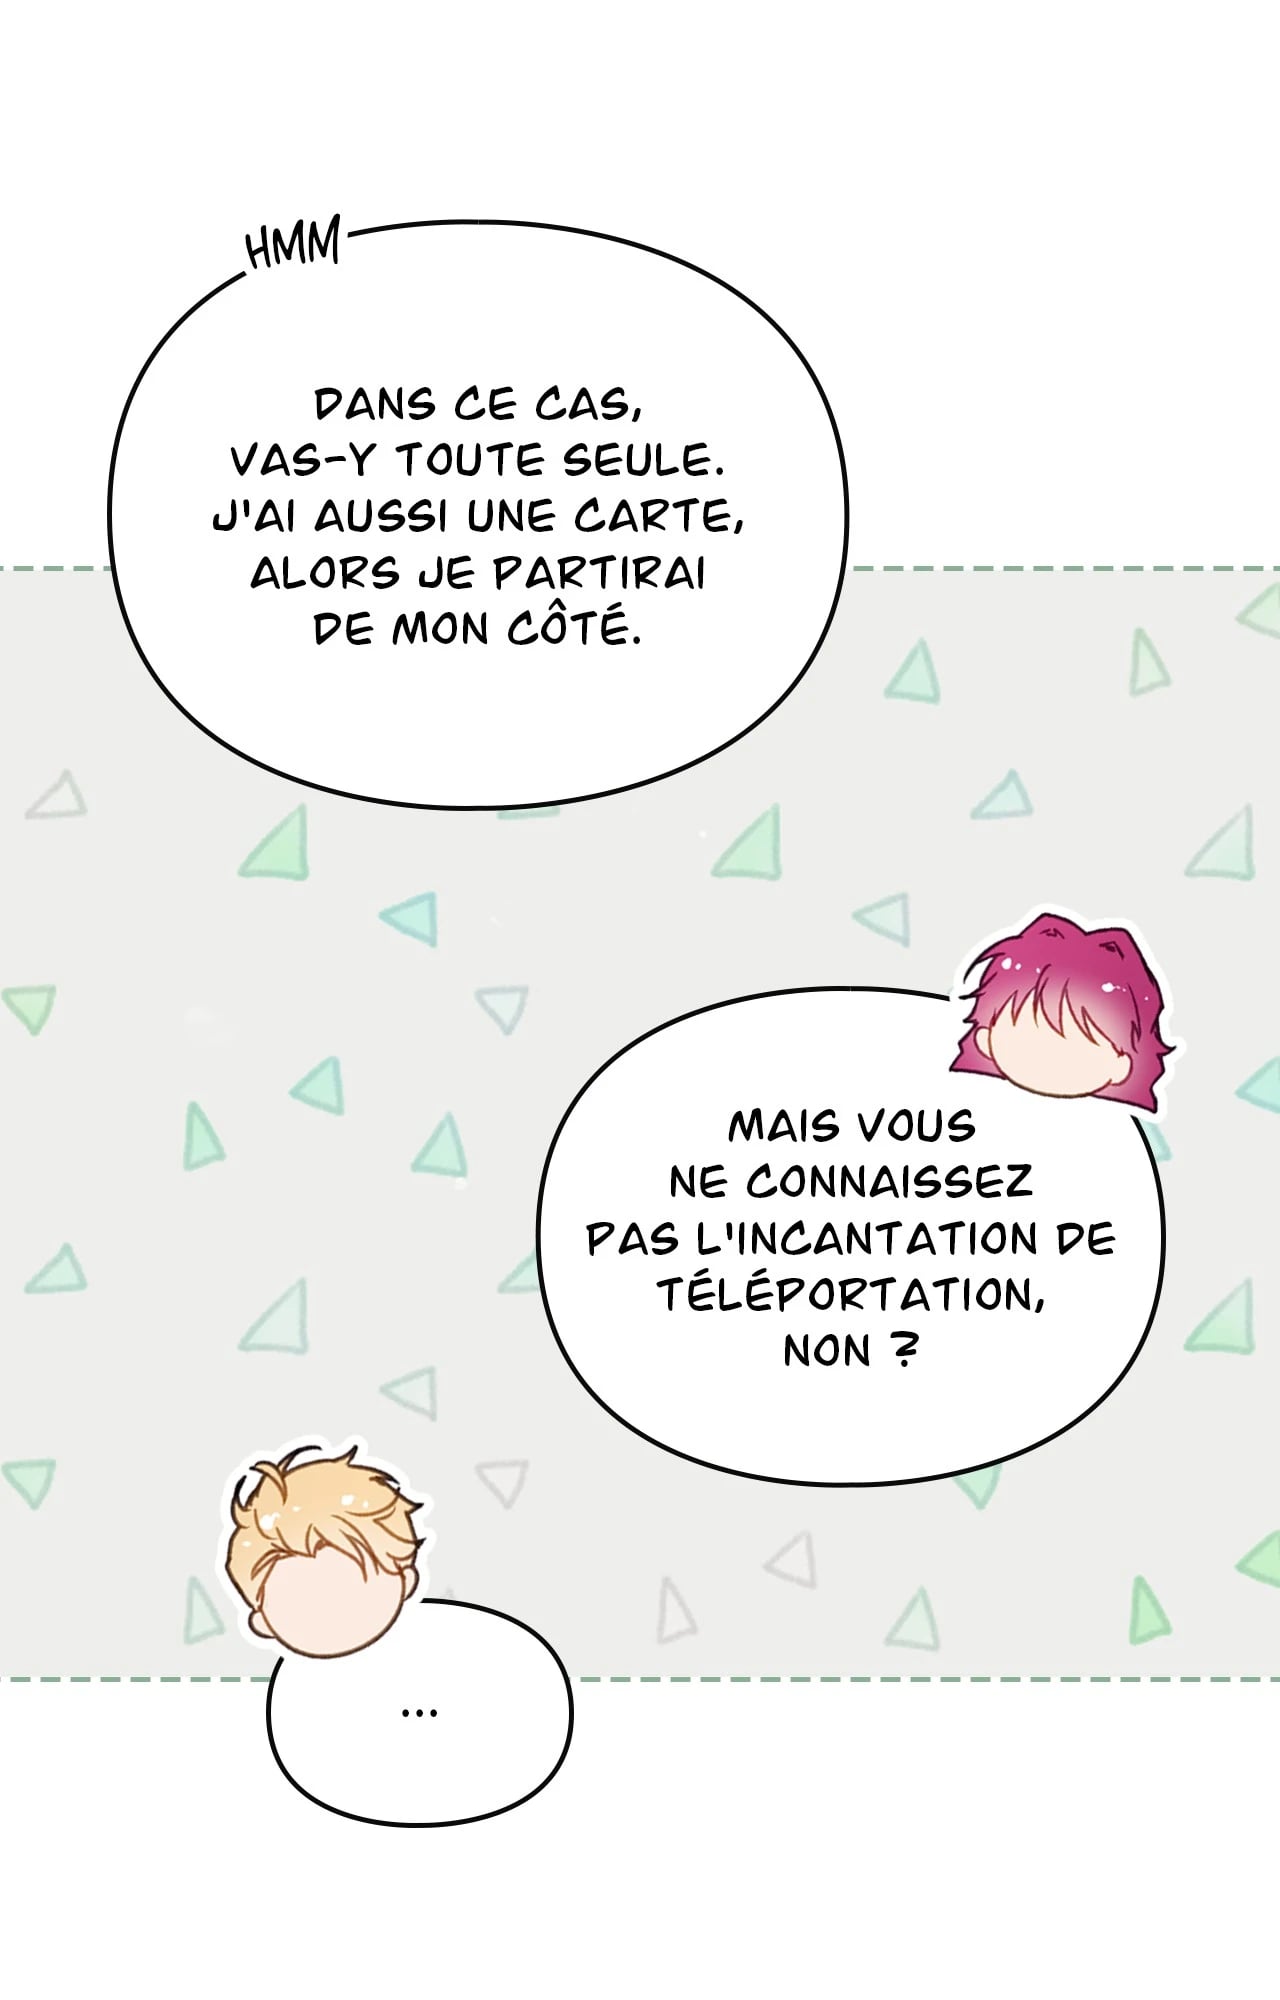 HMM
DANS CE CAS,
VAS-Y TOUTE SEULE.
J'AI AUSSI UNE CARTE,
ALORS JE PARTIRAI
DE MON CÔTÉ.
MAIS VOUS
NE CONNAISSEZ
PAS L'INCANTATION DE
TÉLÉPORTATION,
NON ?
...